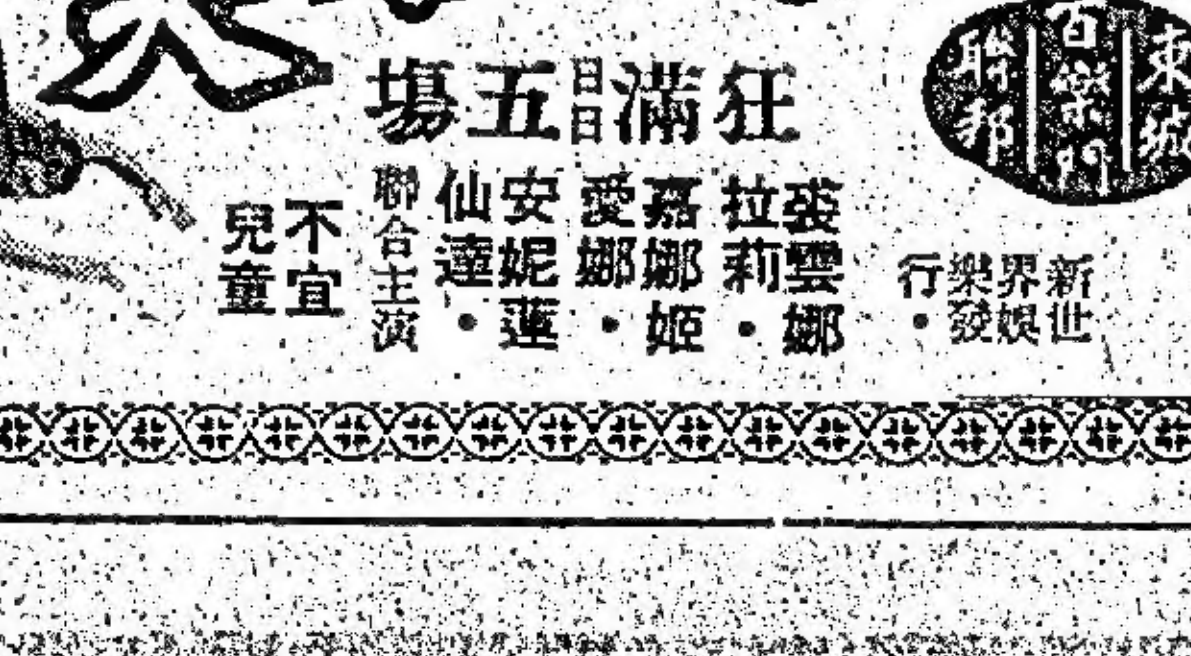 東城
百樂門
聯邦
新世
界娛
樂發
行・
狂滿日日五場
裘雲娜
拉莉・
嘉娜姬
愛娜・
安妮蓮
仙達・
聯合主演
不宜
兒童